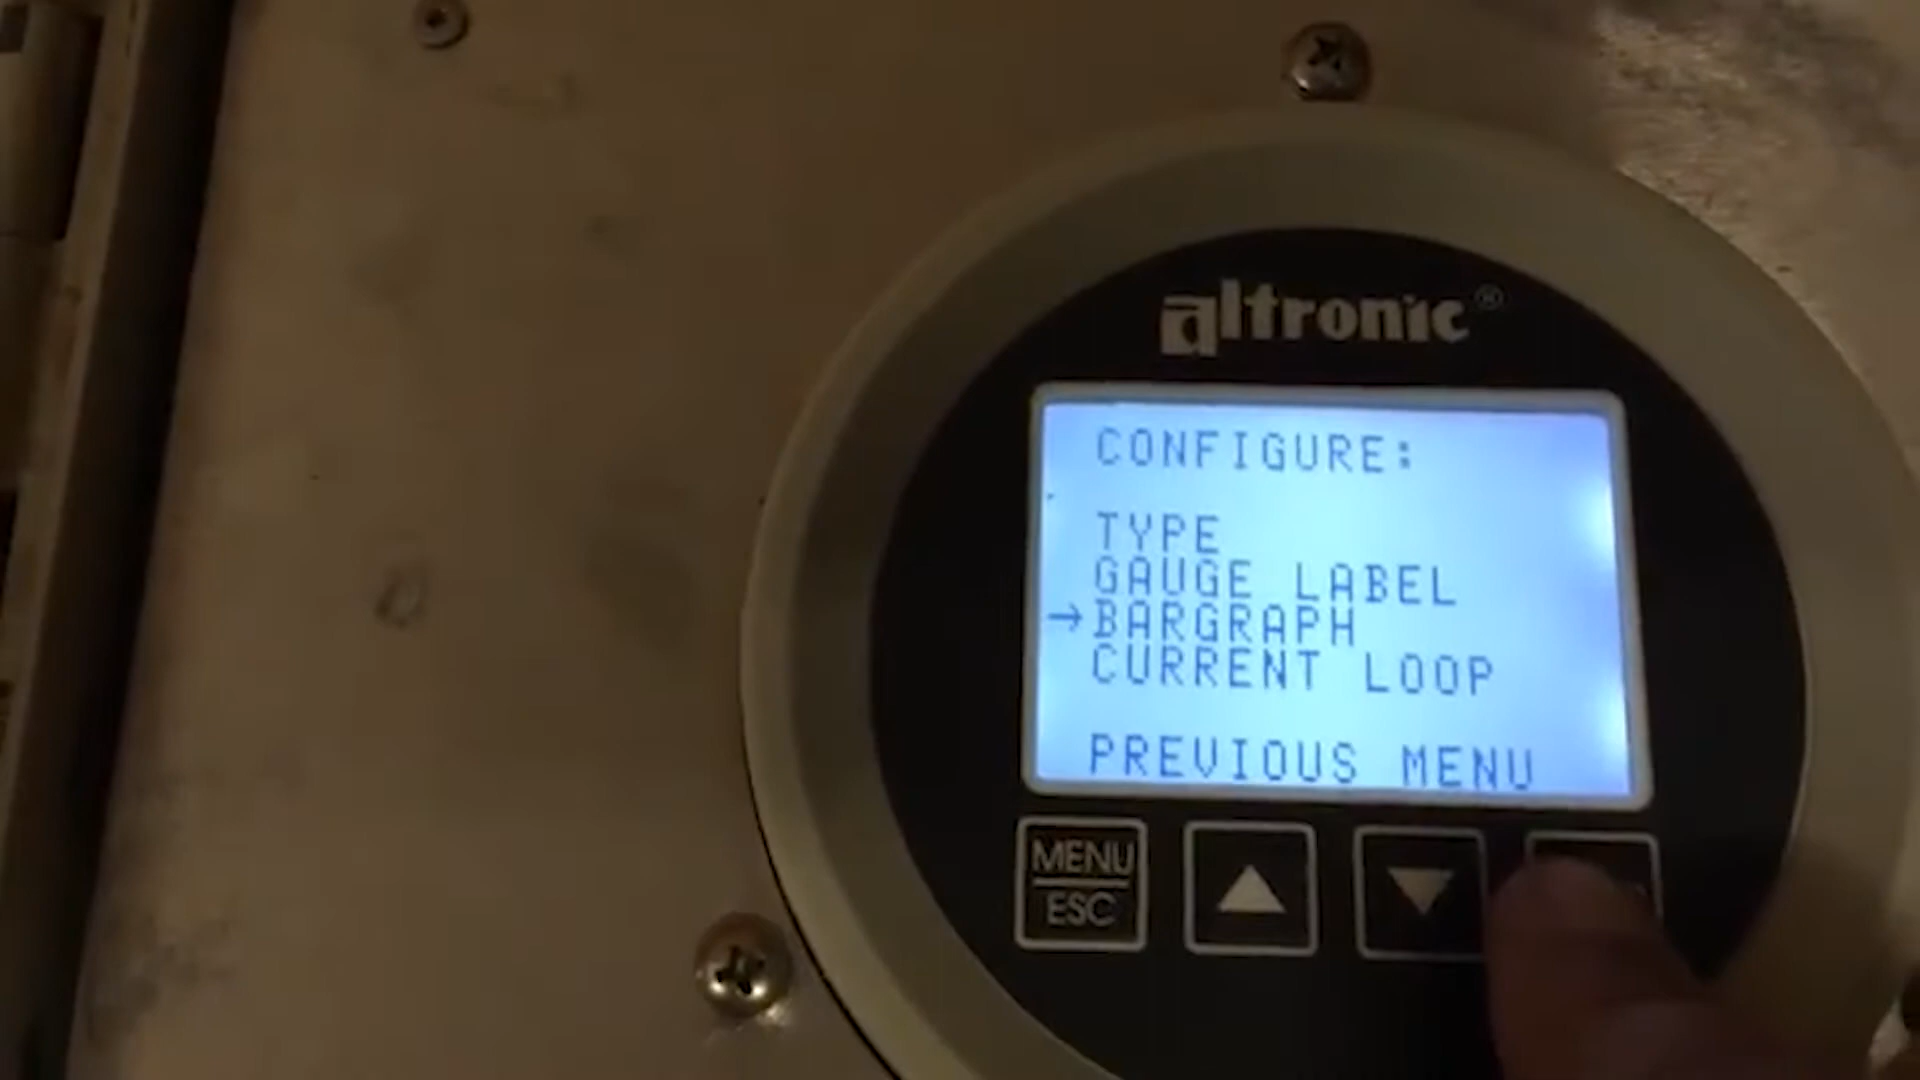 altronic®
CONFIGURE:
TYPE
GAUGE LABEL
→BARGRAPH
CURRENT LOOP
PREVIOUS MENU
MENU
ESC